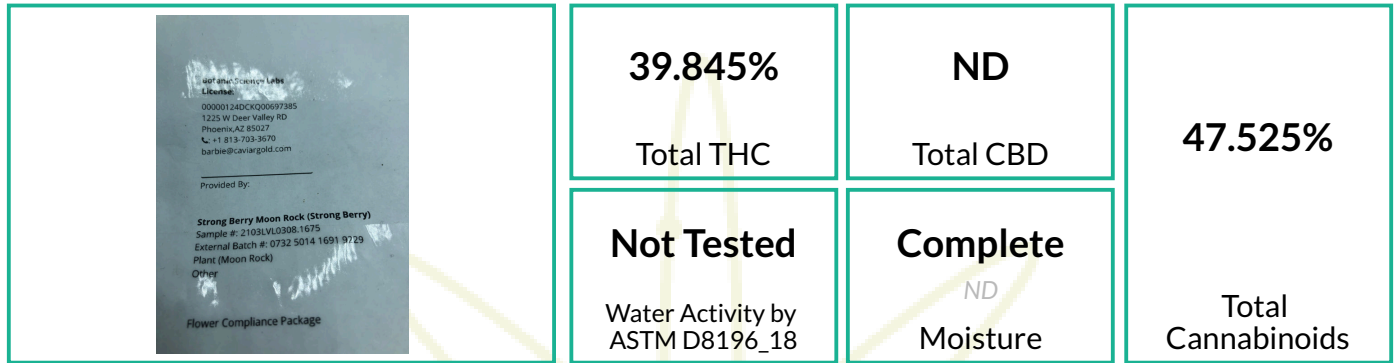 Botanic Science Labs
License:
00000124DCKQ00697385
1225 W Deer Valley RD
Phoenix,AZ 85027
: +1 813-703-3670
barbie@caviargold.com
Provided By:
Strong Berry Moon Rock (Strong Berry)
Sample #: 2103LVL0308.1675
External Batch #: 0732 5014 1691 9729
Plant (Moon Rock)
Other
Flower Compliance Package
39.845%
Total THC
ND
Total CBD
47.525%
Total
Cannabinoids
Not Tested
Water Activity by
ASTM D8196_18
Complete
ND
Moisture